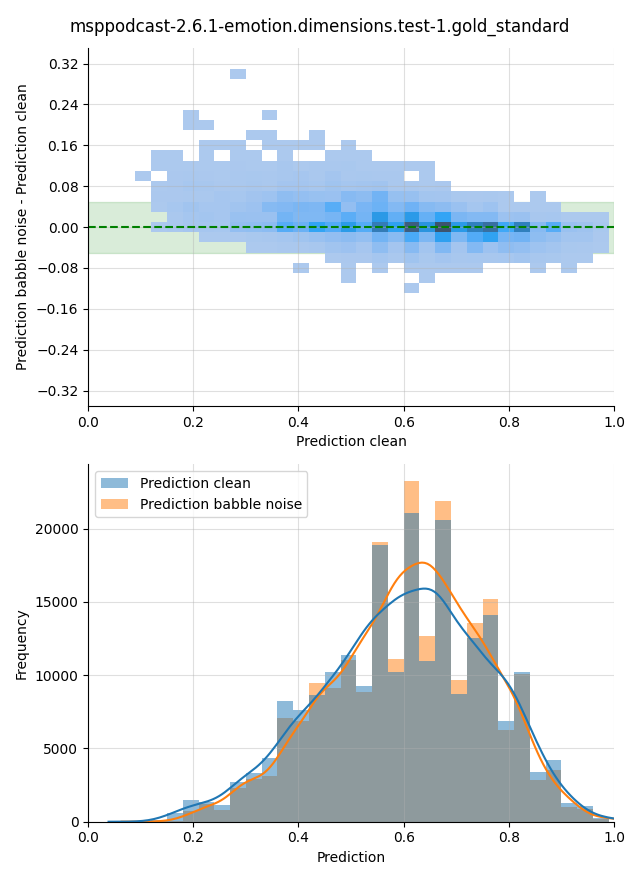 msppodcast-2.6.1-emotion.dimensions.test-1.gold_standard
Prediction babble noise - Prediction clean
0.32
0.24
0.16
0.08
0.00
−0.08
−0.16
−0.24
−0.32
0.0 0.2 0.4 0.6 0.8 1.0
Prediction clean
Prediction clean
Prediction babble noise
Frequency
20000
15000
10000
5000
0
0.0 0.2 0.4 0.6 0.8 1.0
Prediction